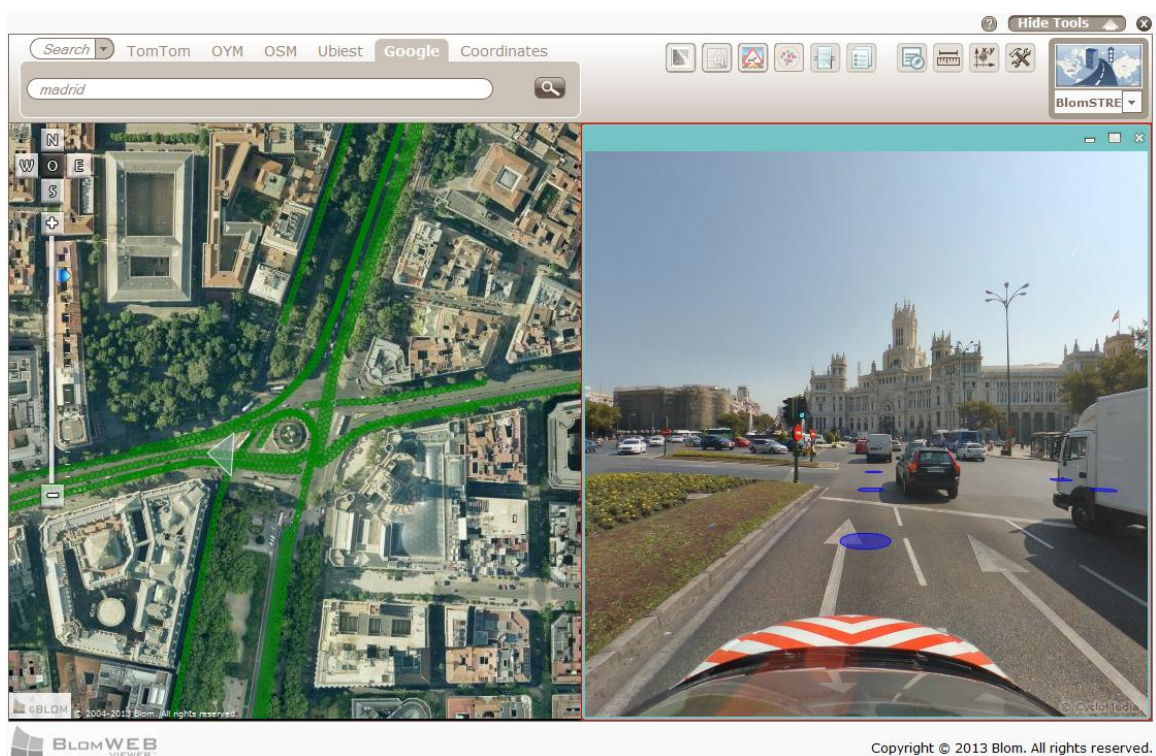 ? Hide Tools
Search TomTom OYM OSM Ubiest Google Coordinates
madrid
BlomSTRE
N
W O E
S
©BLOM © 2004-2013 Blom. All rights reserved.
© CycloMedia
BLOMWEB
VIEWER™
Copyright © 2013 Blom. All rights reserved.